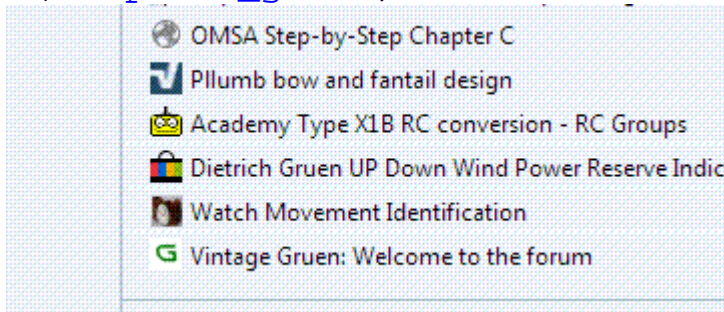 OMSA Step-by-Step Chapter C
Pllumb bow and fantail design
Academy Type X1B RC conversion - RC Groups
Dietrich Gruen UP Down Wind Power Reserve Indic
Watch Movement Identification
Vintage Gruen: Welcome to the forum